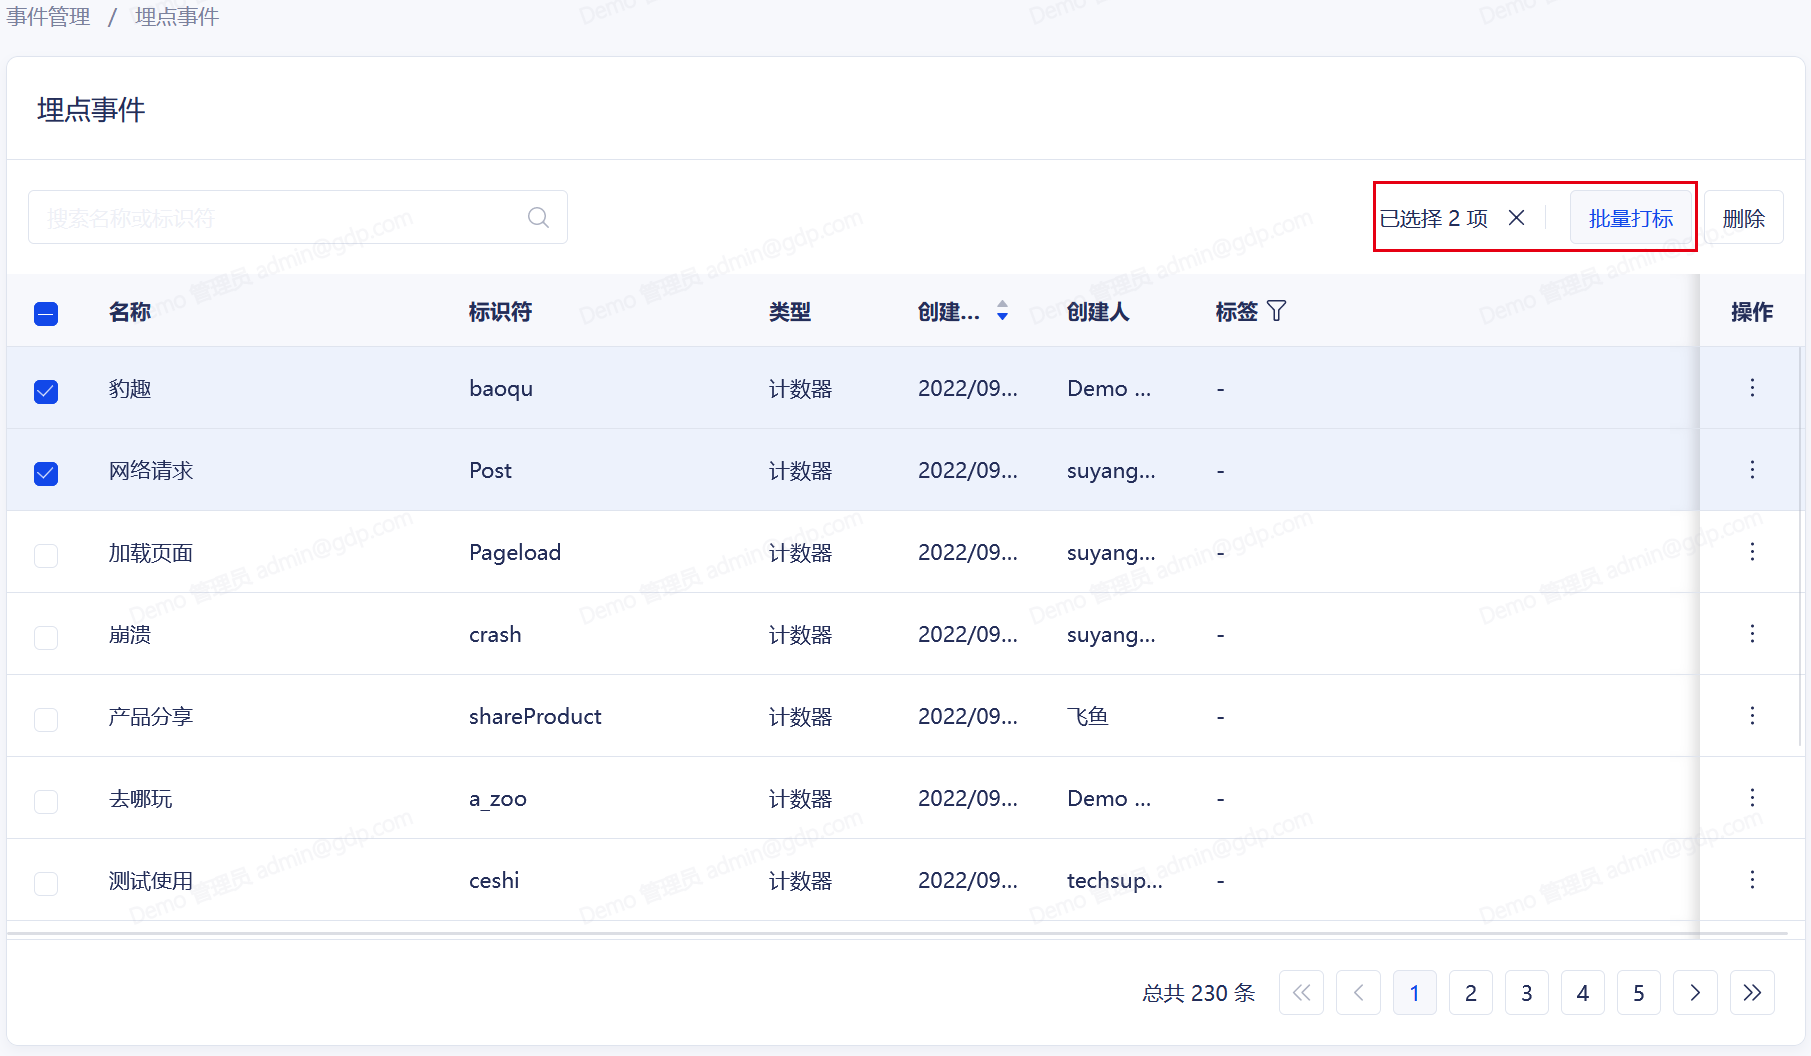 事件管理 / 埋点事件
埋点事件
搜索名称或标识符
已选择 2 项 批量打标 删除
名称 标识符 类型 创建... 创建人 标签 操作
豹趣 baoqu 计数器 2022/09... Demo ... -
网络请求 Post 计数器 2022/09... suyang... -
加载页面 Pageload 计数器 2022/09... suyang... -
崩溃 crash 计数器 2022/09... suyang... -
产品分享 shareProduct 计数器 2022/09... 飞鱼 -
去哪玩 a_zoo 计数器 2022/09... Demo ... -
测试使用 ceshi 计数器 2022/09... techsup... -
总共 230 条 1 2 3 4 5
Demo 管理员 admin@gdp.com